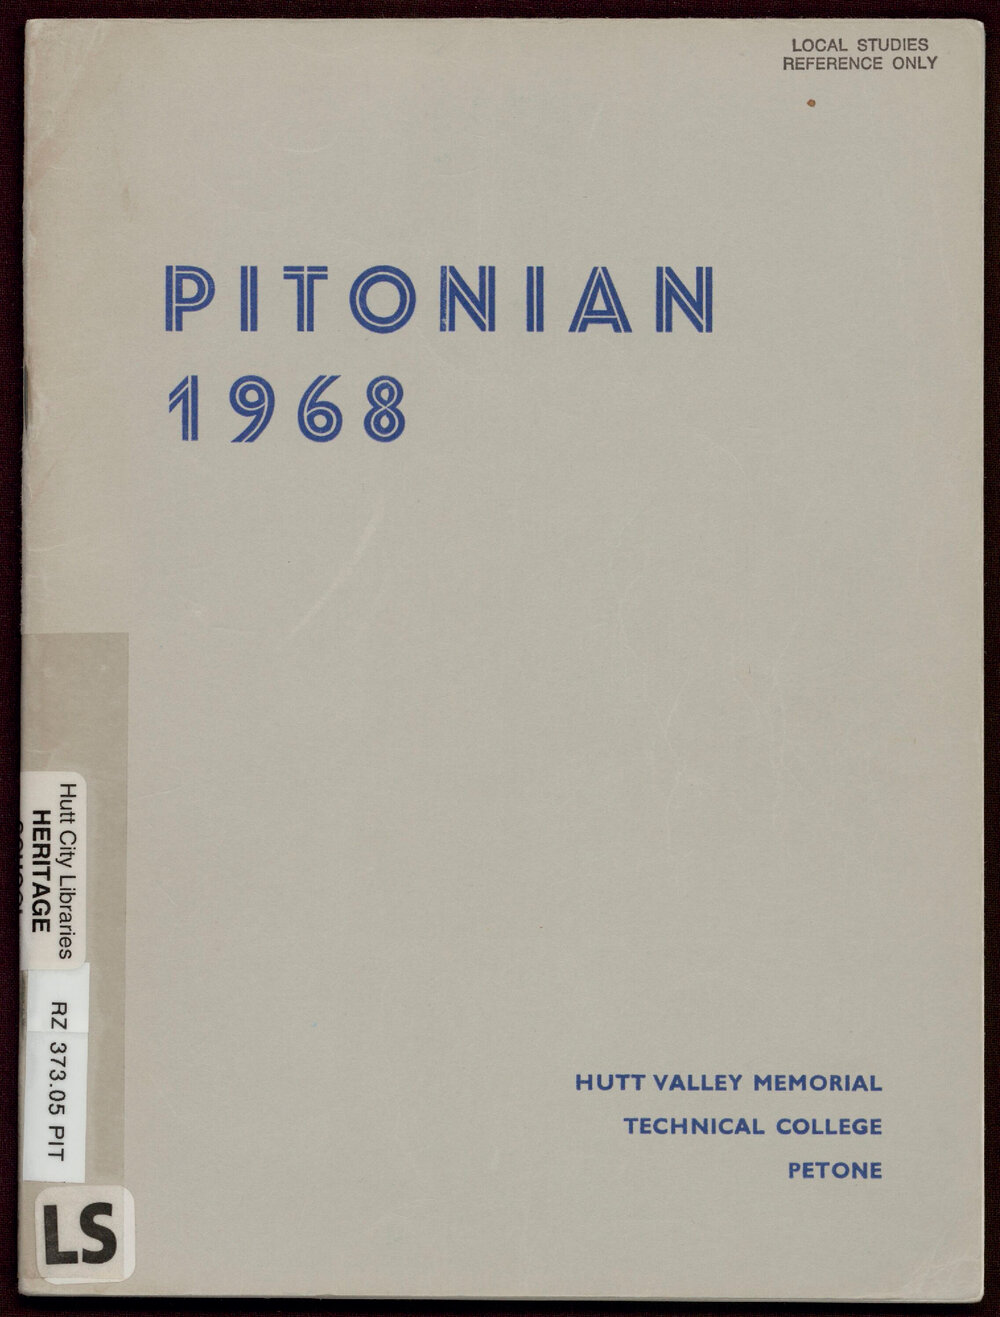 LOCAL STUDIES
REFERENCE ONLY
PITONIAN
1968
Hutt City Libraries
HERITAGE
RZ 373.05 PIT
LS
HUTT VALLEY MEMORIAL
TECHNICAL COLLEGE
PETONE